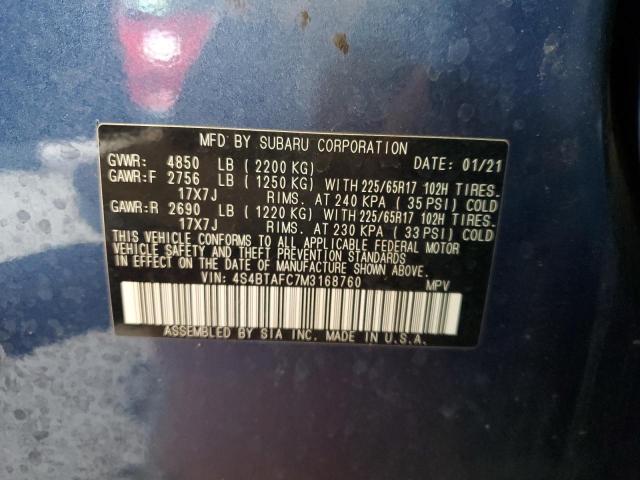 MFD BY SUBARU CORPORATION
GVWR: 4850 LB (2200 KG) DATE: 01/21
GAWR:F 2756 LB (1250 KG) WITH 225/65R17 102H TIRES.
17X7J RIMS. AT 240 KPA (35 PSI) COLD
GAWR:R 2690 LB (1220 KG) WITH 225/65R17 102H TIRES.
17X7J RIMS. AT 230 KPA (33 PSI) COLD
THIS VEHICLE CONFORMS TO ALL APPLICABLE FEDERAL MOTOR
VEHICLE SAFETY AND THEFT PREVENTION STANDARDS IN EFFECT
ON THE DATE OF MANUFACTURE SHOWN ABOVE.
VIN: 4S4BTAFC7M3168760 MPV
ASSEMBLED BY SIA INC. MADE IN U.S.A.